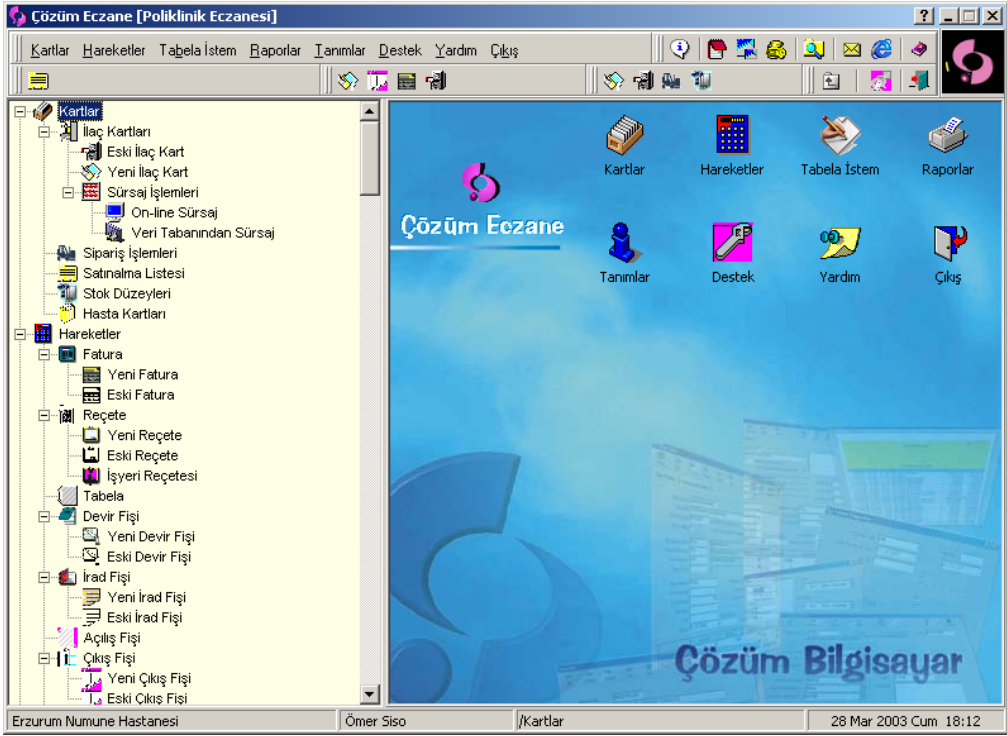 Çözüm Eczane [Poliklinik Eczanesi]
Kartlar Hareketler Tabela İstem Raporlar Tanımlar Destek Yardım Çıkış
Kartlar
İlaç Kartları
Eski İlaç Kart
Yeni İlaç Kart
Sürsaj İşlemleri
On-line Sürsaj
Veri Tabanından Sürsaj
Sipariş İşlemleri
Satınalma Listesi
Stok Düzeyleri
Hasta Kartları
Hareketler
Fatura
Yeni Fatura
Eski Fatura
Reçete
Yeni Reçete
Eski Reçete
İşyeri Reçetesi
Tabela
Devir Fişi
Yeni Devir Fişi
Eski Devir Fişi
İrad Fişi
Yeni İrad Fişi
Eski İrad Fişi
Açılış Fişi
Çıkış Fişi
Yeni Çıkış Fişi
Eski Çıkış Fişi
Çözüm Eczane
Kartlar Hareketler Tabela İstem Raporlar
Tanımlar Destek Yardım Çıkış
Çözüm Bilgisayar
Erzurum Numune Hastanesi Ömer Siso /Kartlar 28 Mar 2003 Cum 18:12